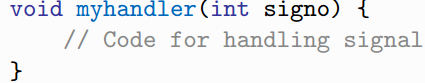 void myhandler(int signo) {
    // Code for handling signal
}